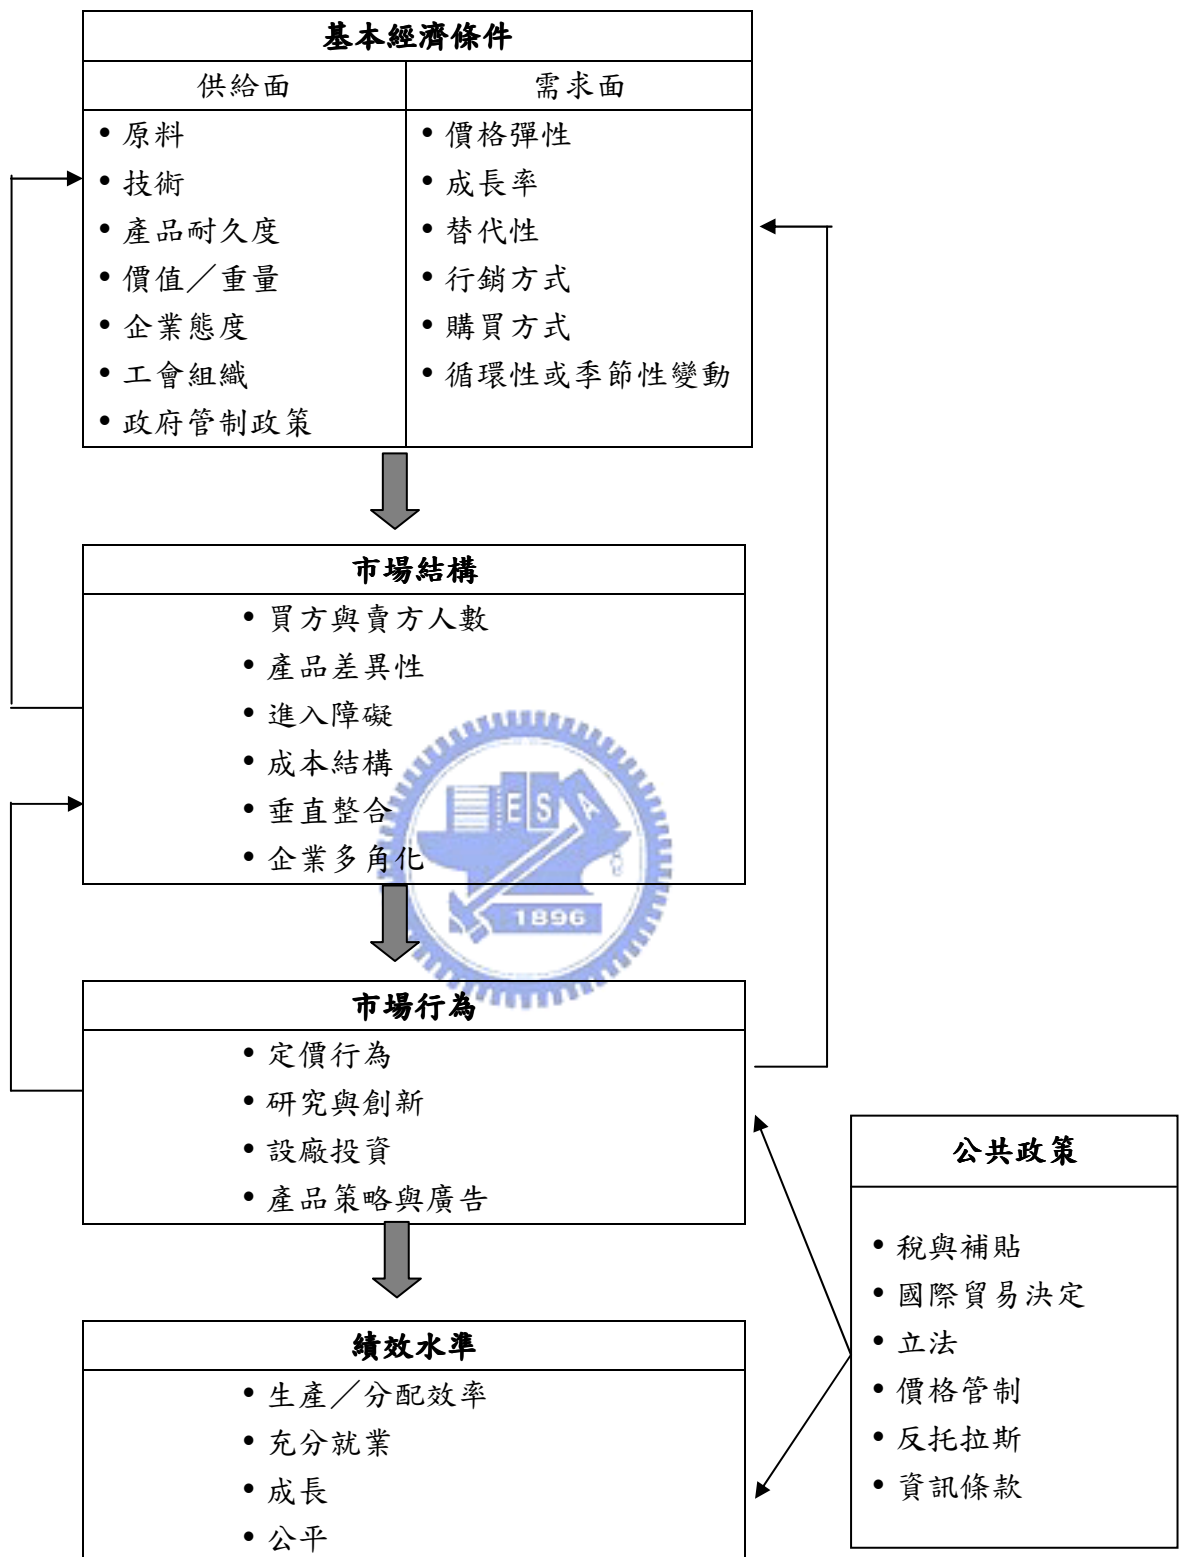 基本經濟條件
供給面
需求面
•原料
•技術
•產品耐久度
•價值／重量
•企業態度
•工會組織
•政府管制政策
•價格彈性
•成長率
•替代性
•行銷方式
•購買方式
•循環性或季節性變動
市場結構
•買方與賣方人數
•產品差異性
•進入障礙
•成本結構
•垂直整合
•企業多角化
ESA
1896
市場行為
•定價行為
•研究與創新
•設廠投資
•產品策略與廣告
績效水準
•生產／分配效率
•充分就業
•成長
•公平
公共政策
•稅與補貼
•國際貿易決定
•立法
•價格管制
•反托拉斯
•資訊條款